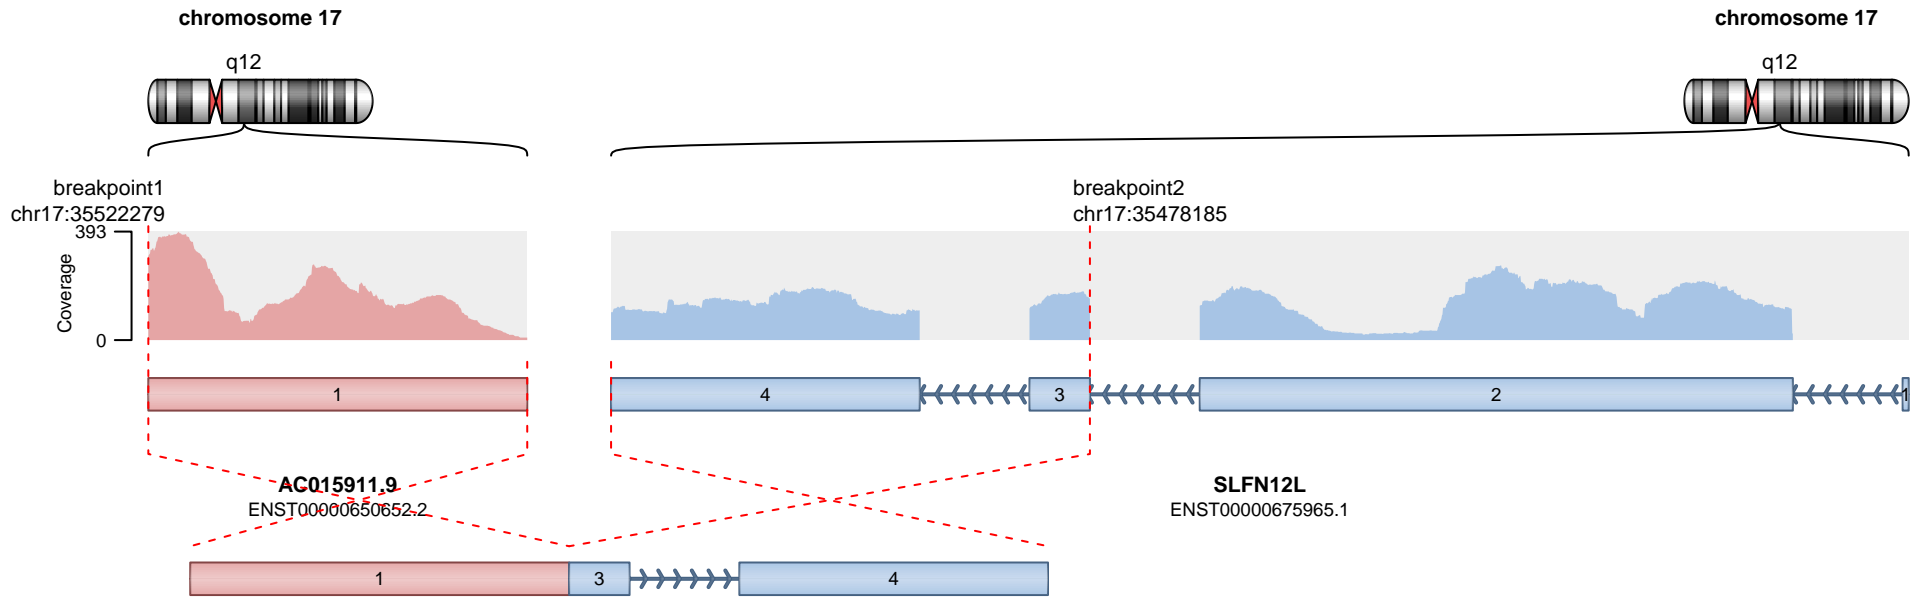 chromosome 17
chromosome 17
q12
q12
breakpoint1
chr17:35522279
breakpoint2
chr17:35478185
393
Coverage
0
1
4
3
2
1
AC015911.9
ENST00000650652.2
SLFN12L
ENST00000675965.1
1
3
4